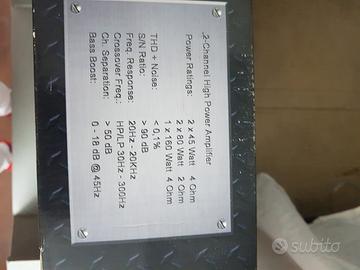 2-Channel High Power Amplifier
Power Ratings: 2 x 45 Watt 4 Ohm
2 x 80 Watt 2 Ohm
1 x 160 Watt 4 Ohm
THD + Noise: < 0,1%
S/N Ratio: > 90 dB
Freq. Response: 20Hz - 20KHz
Crossover Freq.: HP/LP 30Hz - 300Hz
Ch. Separation: > 50 dB
Bass Boost: 0 - 18 dB @ 45Hz
subito